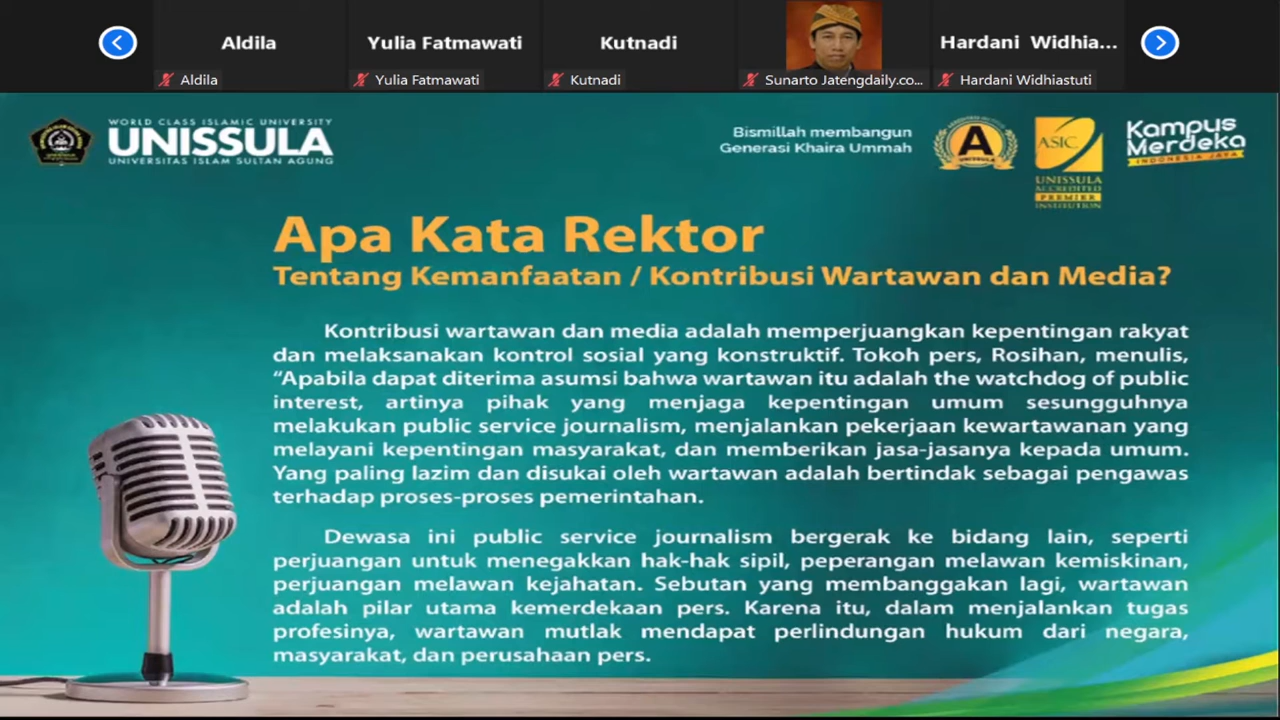 Aldila
Yulia Fatmawati
Kutnadi
Hardani Widhia...
Aldila
Yulia Fatmawati
Kutnadi
Sunarto Jatengdaily.co...
Hardani Widhiastuti
WORLD CLASS ISLAMIC UNIVERSITY
UNISSULA
UNIVERSITAS ISLAM SULTAN AGUNG
Bismillah membangun
Generasi Khaira Ummah
A
UNISSULA
ASIC
UNISSULA
ACCREDITED
PREMIER
INSTITUTION
Kampus
Merdeka
INDONESIA JAYA
Apa Kata Rektor
Tentang Kemanfaatan / Kontribusi Wartawan dan Media?
Kontribusi wartawan dan media adalah memperjuangkan kepentingan rakyat
dan melaksanakan kontrol sosial yang konstruktif. Tokoh pers, Rosihan, menulis,
“Apabila dapat diterima asumsi bahwa wartawan itu adalah the watchdog of public
interest, artinya pihak yang menjaga kepentingan umum sesungguhnya
melakukan public service journalism, menjalankan pekerjaan kewartawanan yang
melayani kepentingan masyarakat, dan memberikan jasa-jasanya kepada umum.
Yang paling lazim dan disukai oleh wartawan adalah bertindak sebagai pengawas
terhadap proses-proses pemerintahan.
Dewasa ini public service journalism bergerak ke bidang lain, seperti
perjuangan untuk menegakkan hak-hak sipil, peperangan melawan kemiskinan,
perjuangan melawan kejahatan. Sebutan yang membanggakan lagi, wartawan
adalah pilar utama kemerdekaan pers. Karena itu, dalam menjalankan tugas
profesinya, wartawan mutlak mendapat perlindungan hukum dari negara,
masyarakat, dan perusahaan pers.